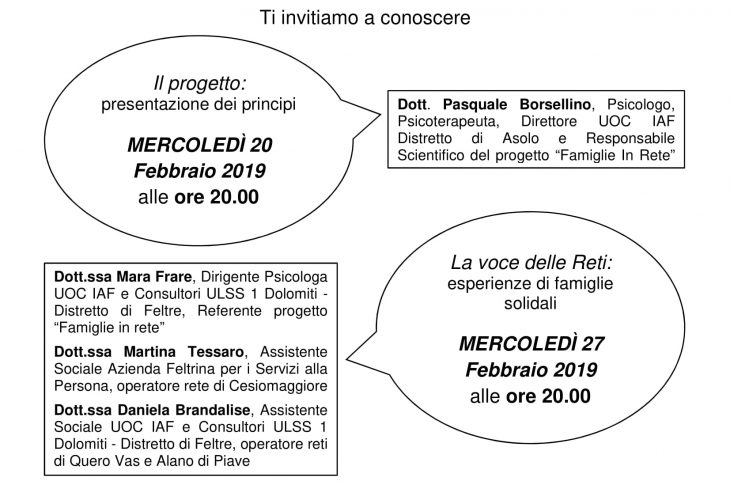 Ti invitiamo a conoscere
Il progetto:
presentazione dei principi
MERCOLEDÌ 20
Febbraio 2019
alle ore 20.00
Dott. Pasquale Borsellino, Psicologo,
Psicoterapeuta, Direttore UOC IAF
Distretto di Asolo e Responsabile
Scientifico del progetto “Famiglie In Rete”
La voce delle Reti:
esperienze di famiglie
solidali
MERCOLEDÌ 27
Febbraio 2019
alle ore 20.00
Dott.ssa Mara Frare, Dirigente Psicologa
UOC IAF e Consultori ULSS 1 Dolomiti -
Distretto di Feltre, Referente progetto
“Famiglie in rete”
Dott.ssa Martina Tessaro, Assistente
Sociale Azienda Feltrina per i Servizi alla
Persona, operatore rete di Cesiomaggiore
Dott.ssa Daniela Brandalise, Assistente
Sociale UOC IAF e Consultori ULSS 1
Dolomiti - Distretto di Feltre, operatore reti
di Quero Vas e Alano di Piave